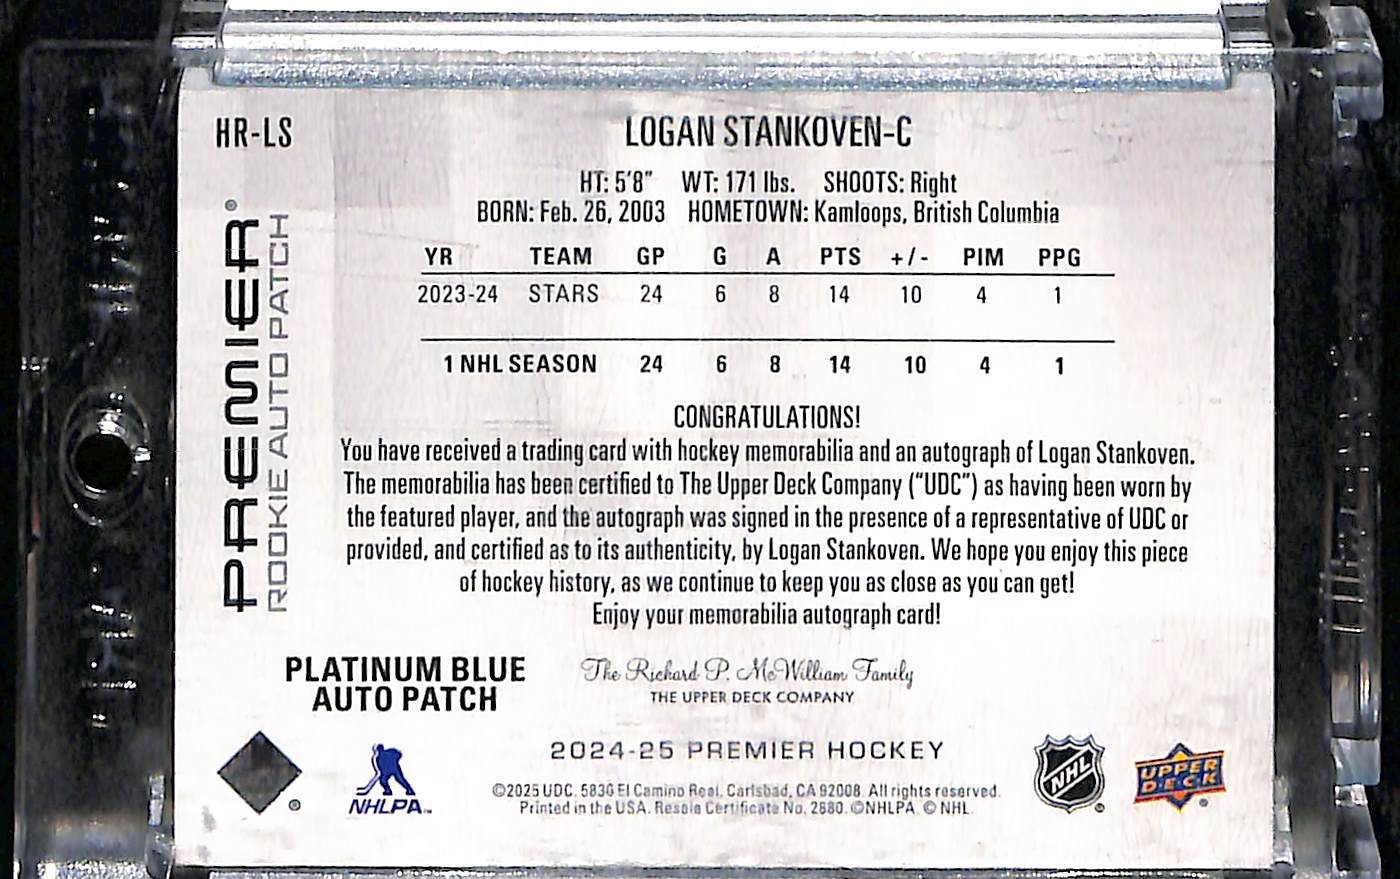 HR-LS
LOGAN STANKOVEN-C
HT: 5'8" WT: 171 lbs. SHOOTS: Right
BORN: Feb. 26, 2003 HOMETOWN: Kamloops, British Columbia
PREMIER®
ROOKIE AUTO PATCH
YR TEAM GP G A PTS +/- PIM PPG
2023-24 STARS 24 6 8 14 10 4 1
1 NHL SEASON 24 6 8 14 10 4 1
CONGRATULATIONS!
You have received a trading card with hockey memorabilia and an autograph of Logan Stankoven.
The memorabilia has been certified to The Upper Deck Company ("UDC") as having been worn by
the featured player, and the autograph was signed in the presence of a representative of UDC or
provided, and certified as to its authenticity, by Logan Stankoven. We hope you enjoy this piece
of hockey history, as we continue to keep you as close as you can get!
Enjoy your memorabilia autograph card!
PLATINUM BLUE
AUTO PATCH
The Richard P. McWilliam Family
THE UPPER DECK COMPANY
2024-25 PREMIER HOCKEY
©2025 UDC. 5830 El Camino Real, Carlsbad, CA 92008. All rights reserved.
Printed in the USA. Resale Certificate No. 2880. ©NHLPA. © NHL.
NHLPA™
NHL
UPPER
DECK